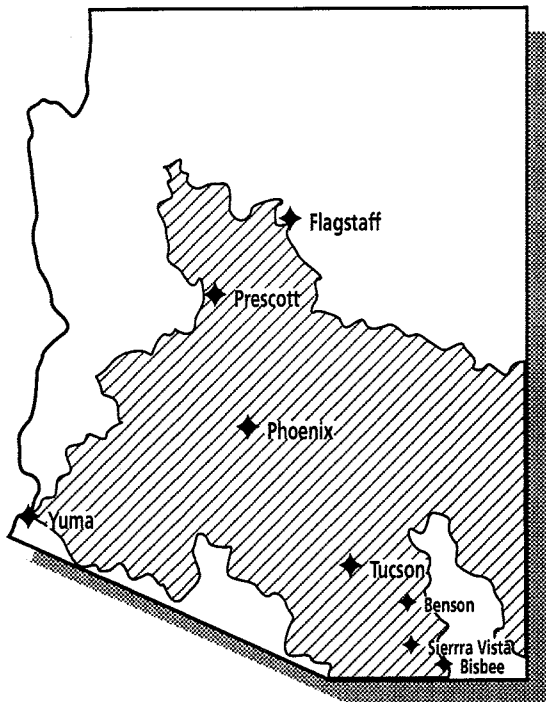 Flagstaff
Prescott
Phoenix
Yuma
Tucson
Benson
Sierrra Vista
Bisbee